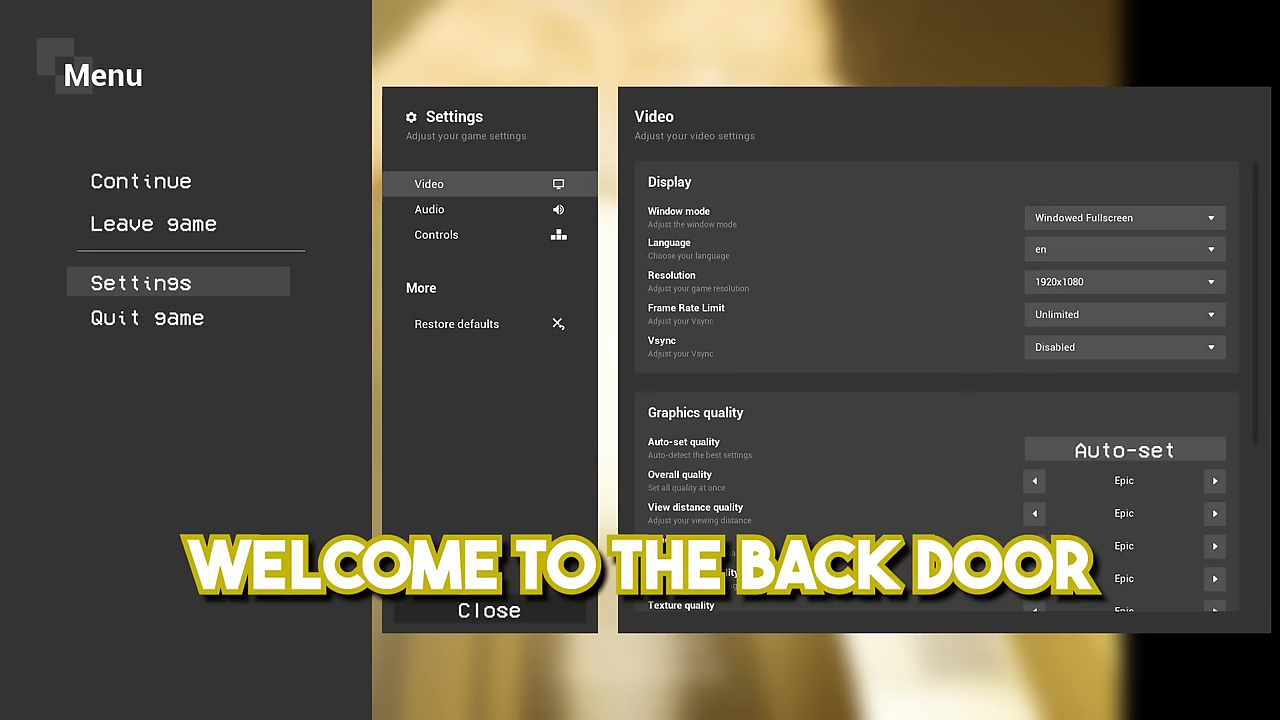 Menu
Continue
Leave game
Settings
Quit game
Settings
Adjust your game settings
Video
Audio
Controls
More
Restore defaults
Close
Video
Adjust your video settings
Display
Window mode
Adjust the window mode
Windowed Fullscreen
Language
Choose your language
en
Resolution
Adjust your game resolution
1920x1080
Frame Rate Limit
Adjust your Vsync
Unlimited
Vsync
Adjust your Vsync
Disabled
Graphics quality
Auto-set quality
Auto-detect the best settings
Auto-set
Overall quality
Set all quality at once
Epic
View distance quality
Adjust your viewing distance
Epic
Epic
Epic
Texture quality
Epic
WELCOME TO THE BACK DOOR